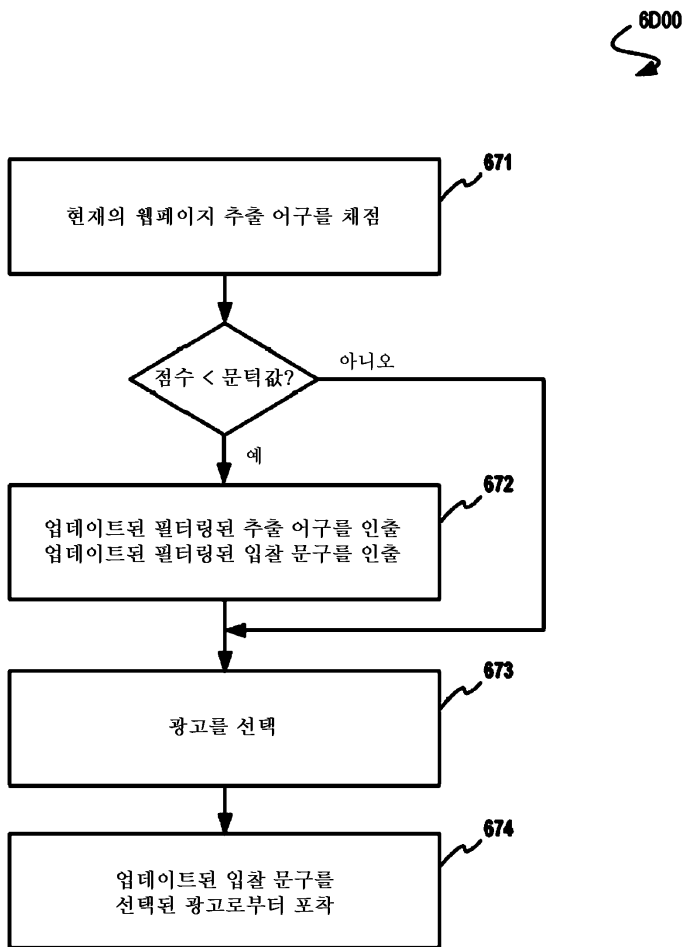 6D00
671
현재의 웹페이지 추출 어구를 채점
점수 < 문턱값?
아니오
예
672
업데이트된 필터링된 추출 어구를 인출
업데이트된 필터링된 입찰 문구를 인출
673
광고를 선택
674
업데이트된 입찰 문구를
선택된 광고로부터 포착